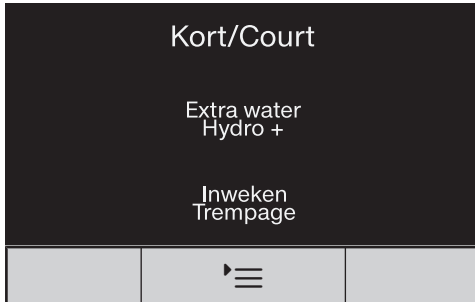 Kort/Court
Extra water
Hydro +
Inweken
Trempage